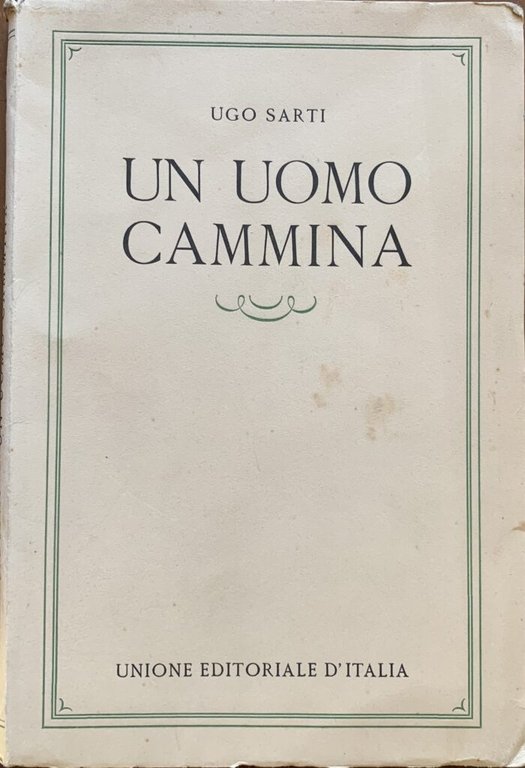 UGO SARTI
UN UOMO
CAMMINA
UNIONE EDITORIALE D'ITALIA